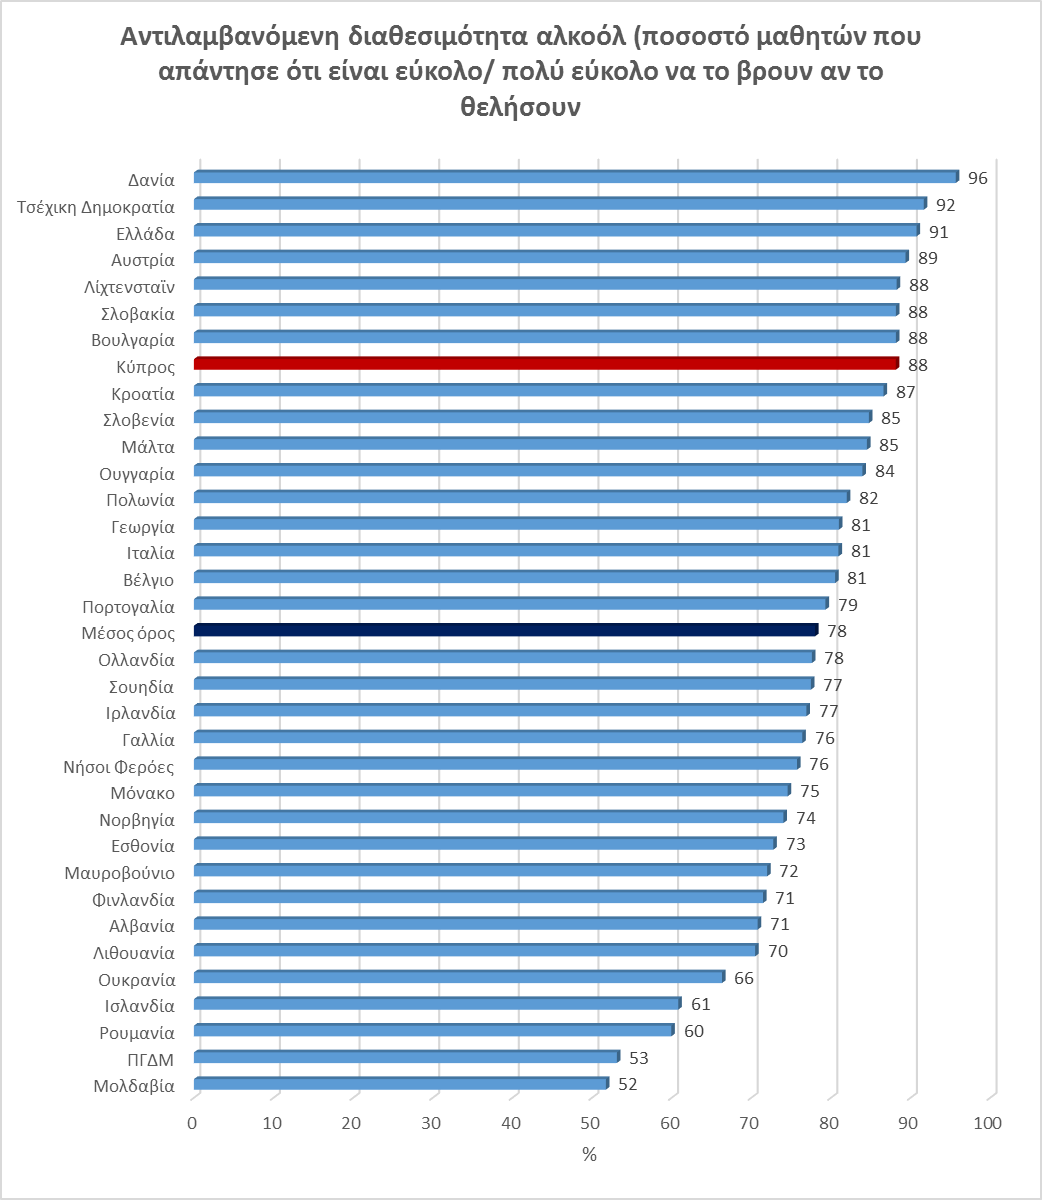 Αντιλαμβανόμενη διαθεσιμότητα αλκοόλ (ποσοστό μαθητών που
απάντησε ότι είναι εύκολο/ πολύ εύκολο να το βρουν αν το
θελήσουν
Δανία 96
Τσέχικη Δημοκρατία 92
Ελλάδα 91
Αυστρία 89
Λίχτενσταϊν 88
Σλοβακία 88
Βουλγαρία 88
Κύπρος 88
Κροατία 87
Σλοβενία 85
Μάλτα 85
Ουγγαρία 84
Πολωνία 82
Γεωργία 81
Ιταλία 81
Βέλγιο 81
Πορτογαλία 79
Μέσος όρος 78
Ολλανδία 78
Σουηδία 77
Ιρλανδία 77
Γαλλία 76
Νήσοι Φερόες 76
Μόνακο 75
Νορβηγία 74
Εσθονία 73
Μαυροβούνιο 72
Φινλανδία 71
Αλβανία 71
Λιθουανία 70
Ουκρανία 66
Ισλανδία 61
Ρουμανία 60
ΠΓΔΜ 53
Μολδαβία 52
0 10 20 30 40 50 60 70 80 90 100
%